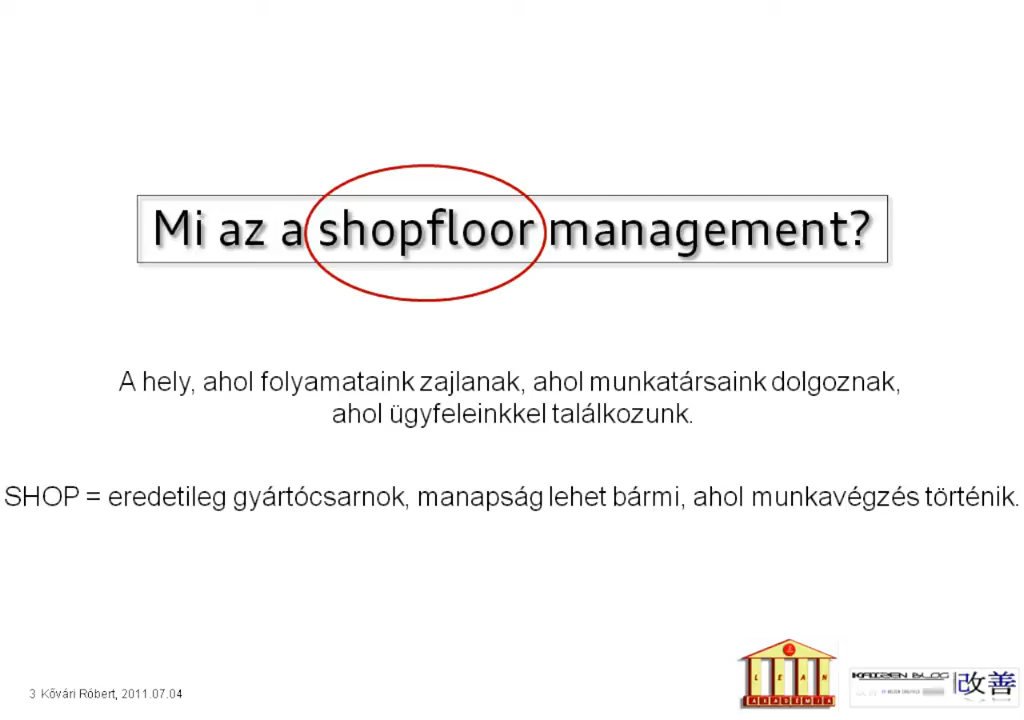 Mi az a shopfloor management?
A hely, ahol folyamataink zajlanak, ahol munkatársaink dolgoznak,
ahol ügyfeleinkkel találkozunk.
SHOP = eredetileg gyártócsarnok, manapság lehet bármi, ahol munkavégzés történik.
L E A N
AKADÉMIA
KAIZEN BLOG
改善
3 Kővári Róbert, 2011.07.04